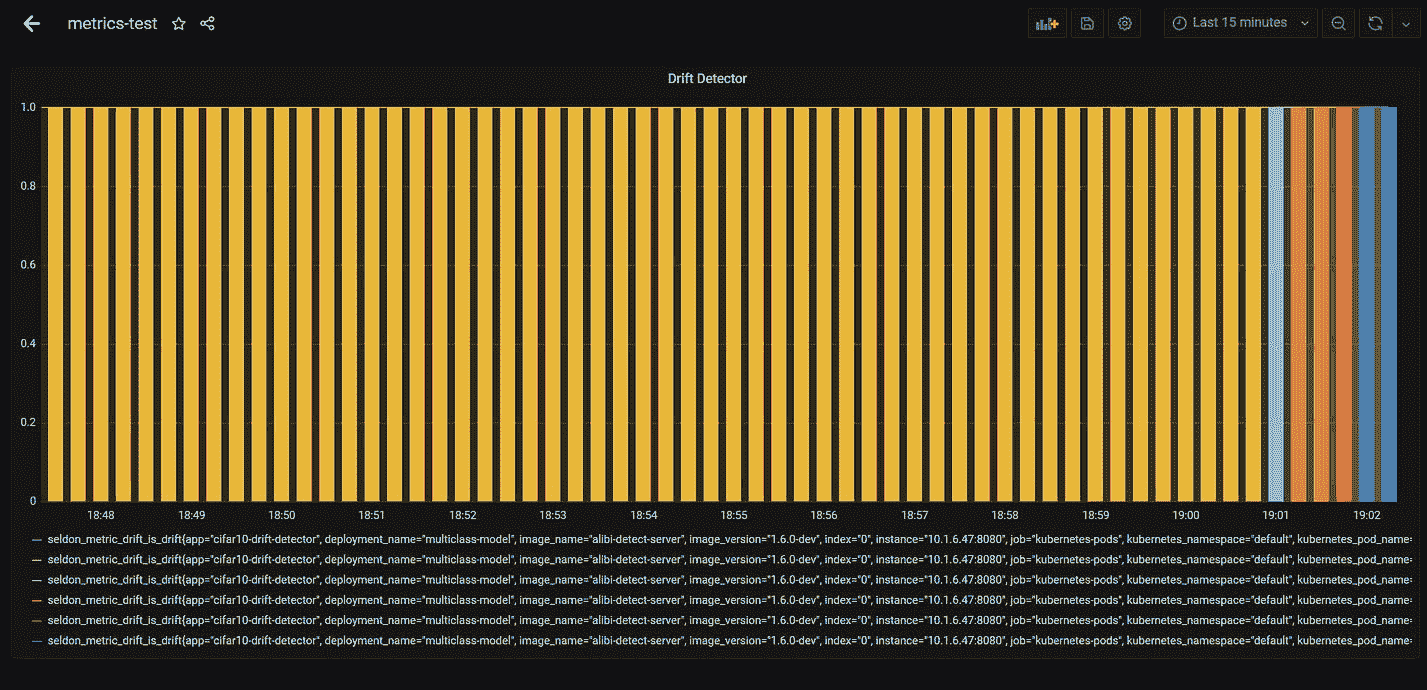 metrics-test
Last 15 minutes
Drift Detector
1.0
0.8
0.6
0.4
0.2
0
18:48 18:49 18:50 18:51 18:52 18:53 18:54 18:55 18:56 18:57 18:58 18:59 19:00 19:01 19:02
seldon_metric_drift_is_drift{app="cifar10-drift-detector", deployment_name="multiclass-model", image_name="alibi-detect-server", image_version="1.6.0-dev", index="0", instance="10.1.6.47:8080", job="kubernetes-pods", kubernetes_namespace="default", kubernetes_pod_name=
seldon_metric_drift_is_drift{app="cifar10-drift-detector", deployment_name="multiclass-model", image_name="alibi-detect-server", image_version="1.6.0-dev", index="0", instance="10.1.6.47:8080", job="kubernetes-pods", kubernetes_namespace="default", kubernetes_pod_name=
seldon_metric_drift_is_drift{app="cifar10-drift-detector", deployment_name="multiclass-model", image_name="alibi-detect-server", image_version="1.6.0-dev", index="0", instance="10.1.6.47:8080", job="kubernetes-pods", kubernetes_namespace="default", kubernetes_pod_name=
seldon_metric_drift_is_drift{app="cifar10-drift-detector", deployment_name="multiclass-model", image_name="alibi-detect-server", image_version="1.6.0-dev", index="0", instance="10.1.6.47:8080", job="kubernetes-pods", kubernetes_namespace="default", kubernetes_pod_name=
seldon_metric_drift_is_drift{app="cifar10-drift-detector", deployment_name="multiclass-model", image_name="alibi-detect-server", image_version="1.6.0-dev", index="0", instance="10.1.6.47:8080", job="kubernetes-pods", kubernetes_namespace="default", kubernetes_pod_name=
seldon_metric_drift_is_drift{app="cifar10-drift-detector", deployment_name="multiclass-model", image_name="alibi-detect-server", image_version="1.6.0-dev", index="0", instance="10.1.6.47:8080", job="kubernetes-pods", kubernetes_namespace="default", kubernetes_pod_name=